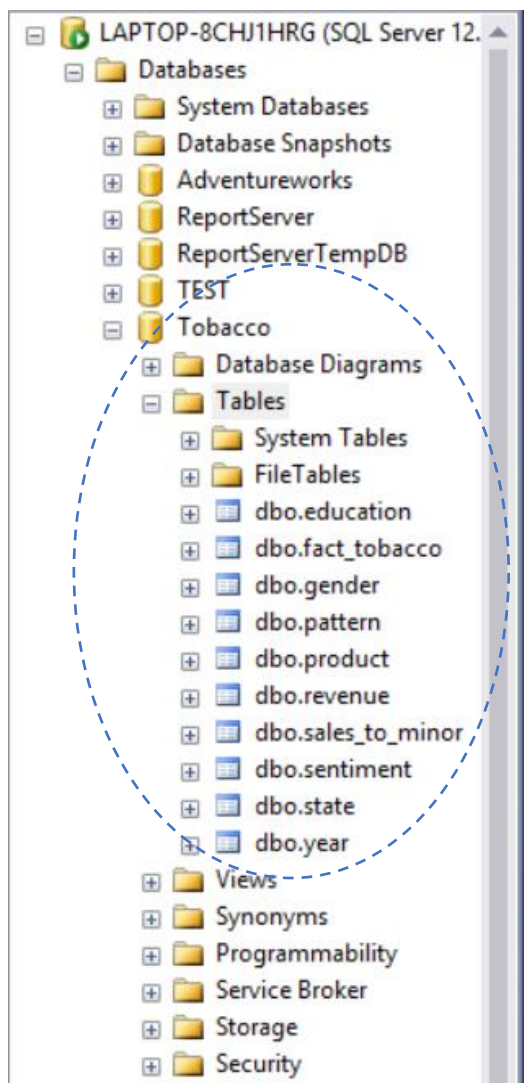 LAPTOP-8CHJ1HRG (SQL Server 12.
Databases
System Databases
Database Snapshots
Adventureworks
ReportServer
ReportServerTempDB
TEST
Tobacco
Database Diagrams
Tables
System Tables
FileTables
dbo.education
dbo.fact_tobacco
dbo.gender
dbo.pattern
dbo.product
dbo.revenue
dbo.sales_to_minor
dbo.sentiment
dbo.state
dbo.year
Views
Synonyms
Programmability
Service Broker
Storage
Security